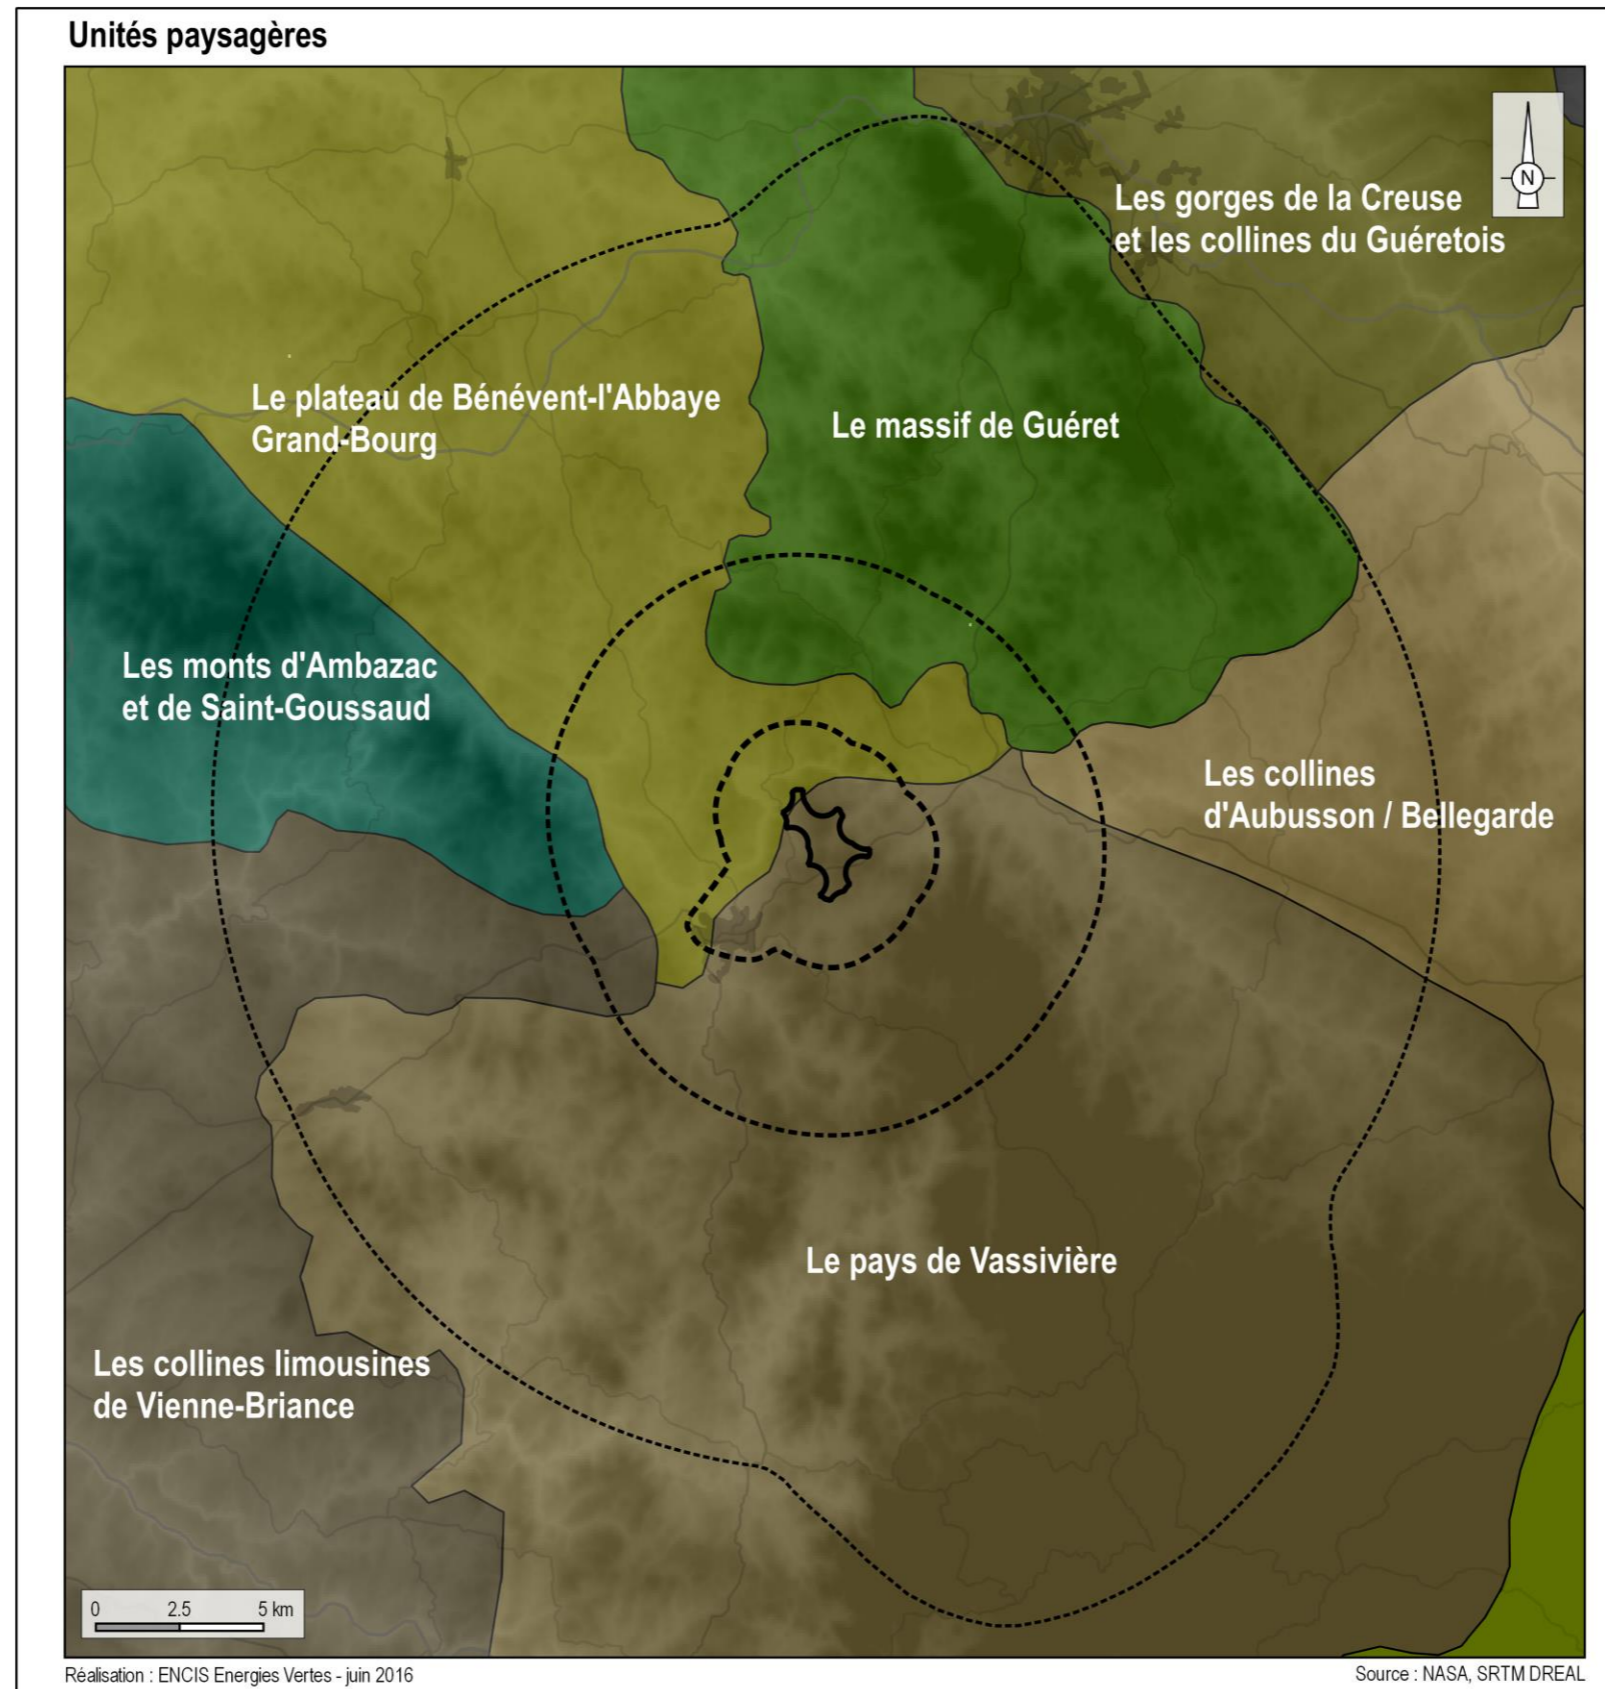 Unités paysagères
N
Les gorges de la Creuse
et les collines du Guéretois
Le plateau de Bénévent-l'Abbaye
Grand-Bourg
Le massif de Guéret
Les monts d'Ambazac
et de Saint-Goussaud
Les collines
d'Aubusson / Bellegarde
Le pays de Vassivière
Les collines limousines
de Vienne-Briance
0 2.5 5 km
Réalisation : ENCIS Energies Vertes - juin 2016
Source : NASA, SRTM DREAL